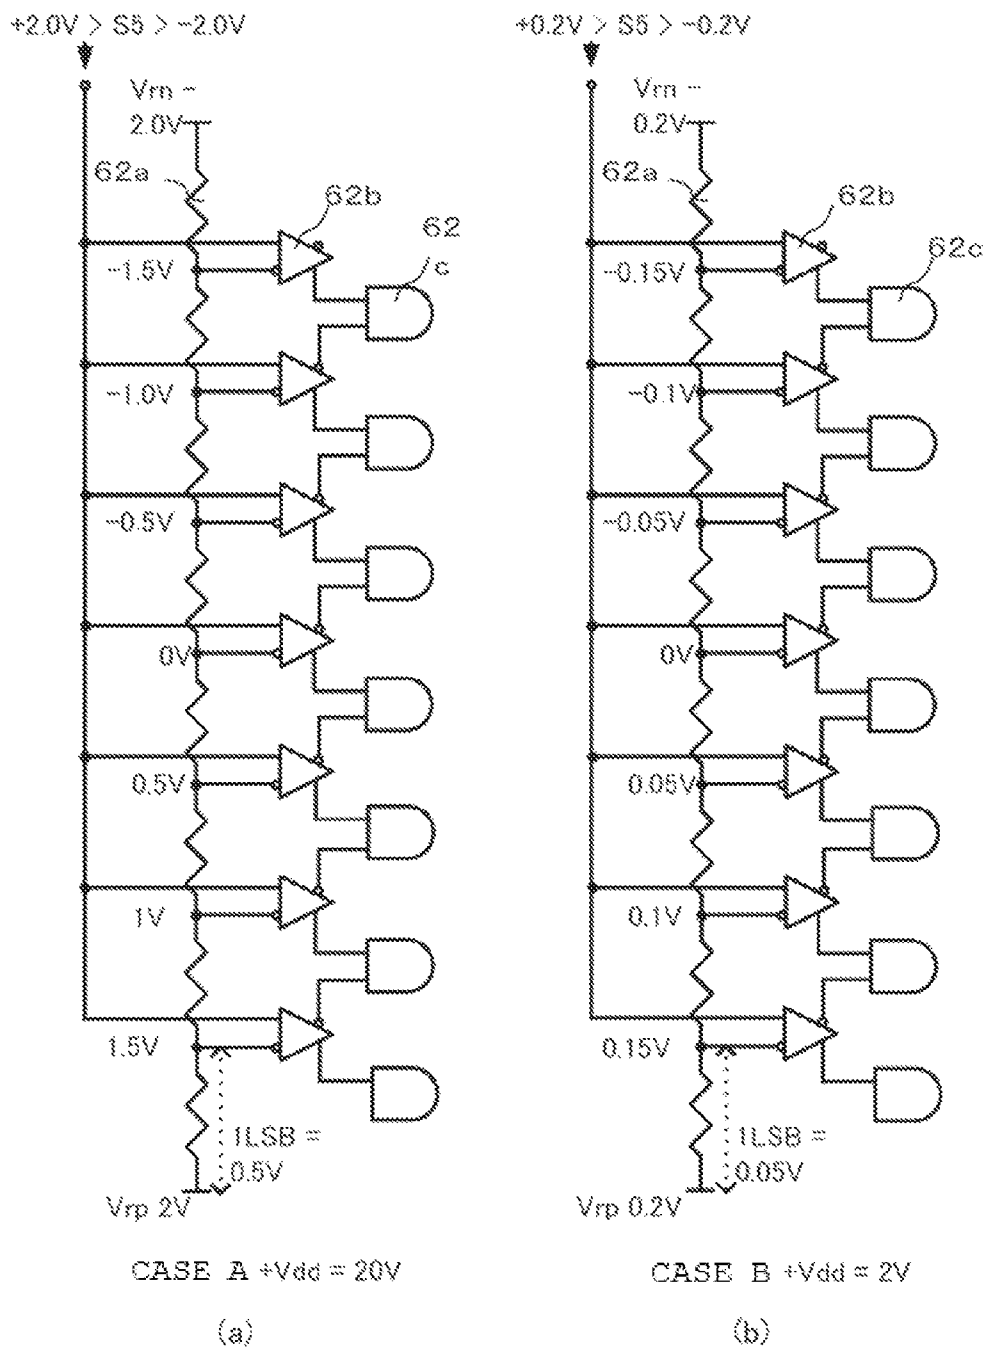 +2.0V > S5 > -2.0V
Vrn -
2.0V
62a
62b
62
c
-1.5V
-1.0V
-0.5V
0V
0.5V
1V
1.5V
1LSB =
0.5V
Vrp 2V
CASE A +Vdd = 20V
(a)
+0.2V > S5 > -0.2V
Vrn -
0.2V
62a
62b
62c
-0.15V
-0.1V
-0.05V
0V
0.05V
0.1V
0.15V
1LSB =
0.05V
Vrp 0.2V
CASE B +Vdd = 2V
(b)